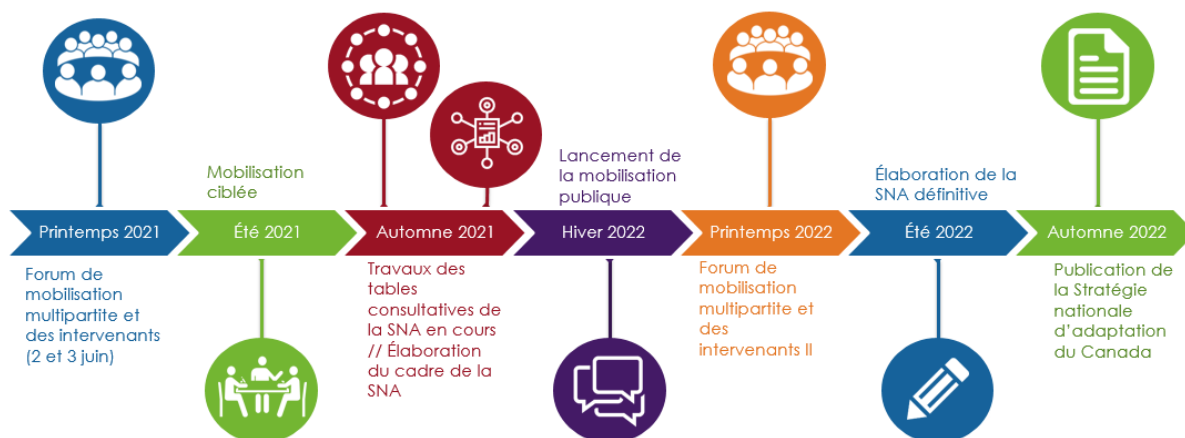 Mobilisation
ciblée
Lancement de
la mobilisation
publique
Élaboration de la
SNA définitive
Printemps 2021
Été 2021
Automne 2021
Hiver 2022
Printemps 2022
Été 2022
Automne 2022
Forum de
mobilisation
multipartite et
des intervenants
(2 et 3 juin)
Travaux des
tables
consultatives de
la SNA en cours
// Élaboration
du cadre de la
SNA
Forum de
mobilisation
multipartite et
des
intervenants II
Publication de
la Stratégie
nationale
d'adaptation
du Canada